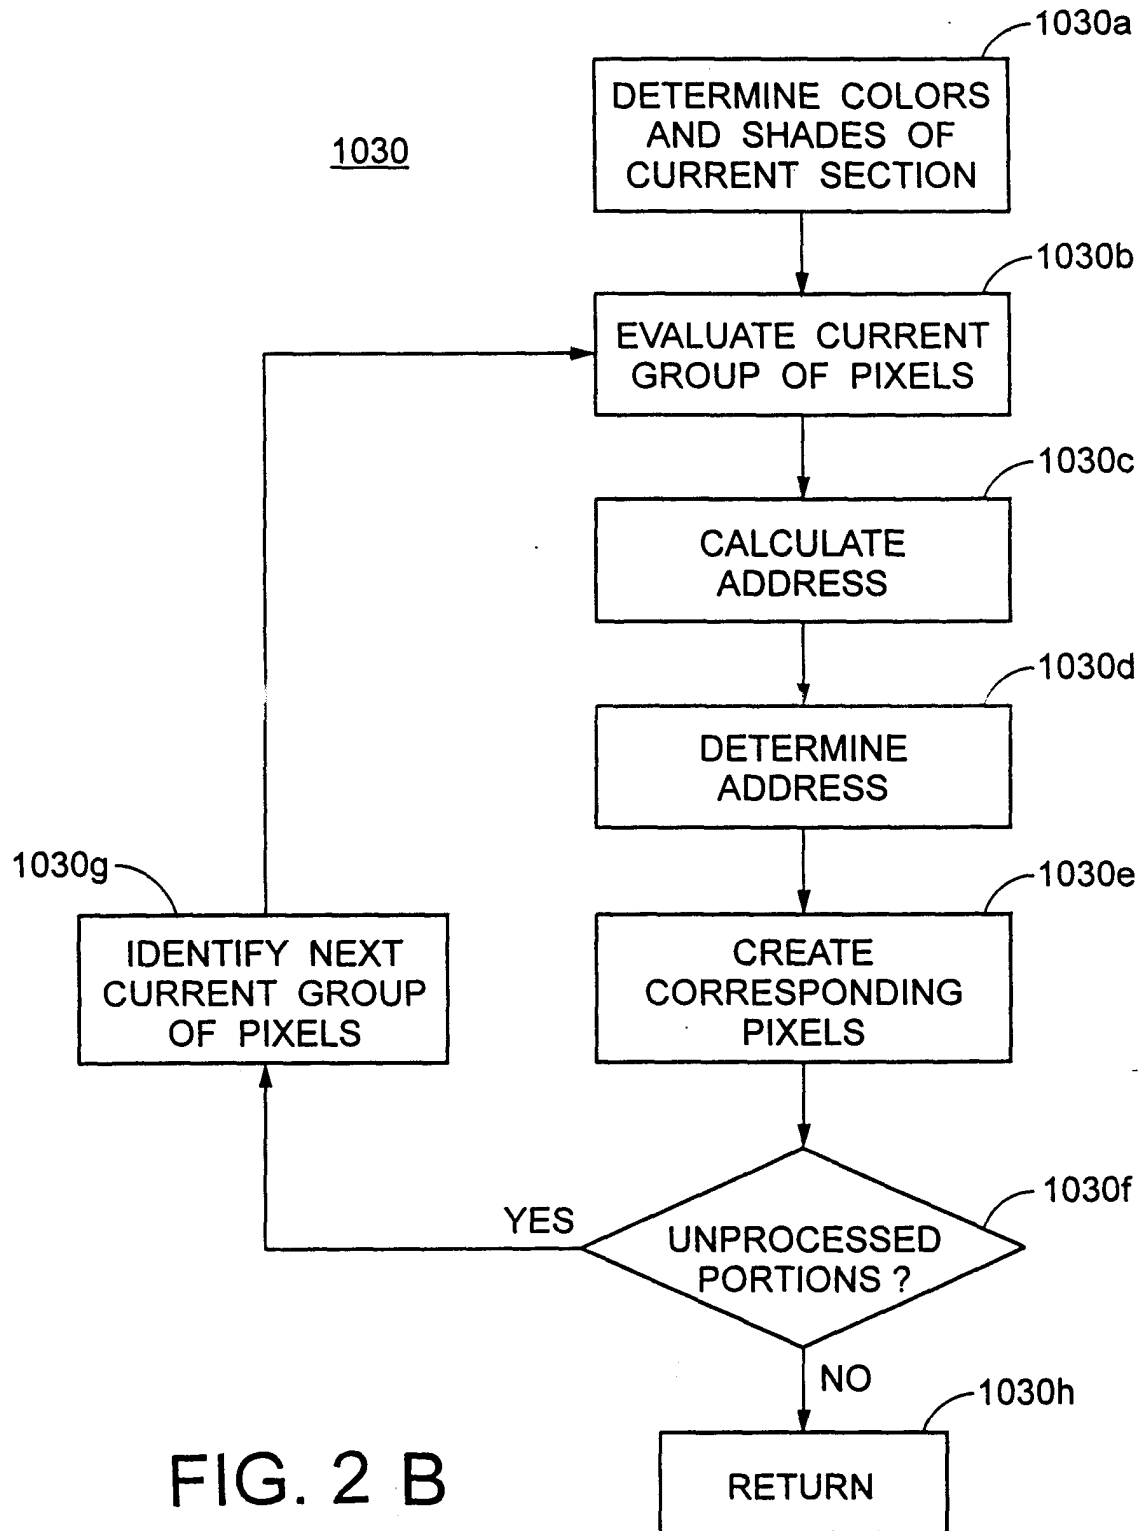 1030a
DETERMINE COLORS
AND SHADES OF
CURRENT SECTION
1030
1030b
EVALUATE CURRENT
GROUP OF PIXELS
1030c
CALCULATE
ADDRESS
1030d
DETERMINE
ADDRESS
1030g
IDENTIFY NEXT
CURRENT GROUP
OF PIXELS
1030e
CREATE
CORRESPONDING
PIXELS
1030f
YES
UNPROCESSED
PORTIONS ?
NO
1030h
RETURN
FIG. 2 B